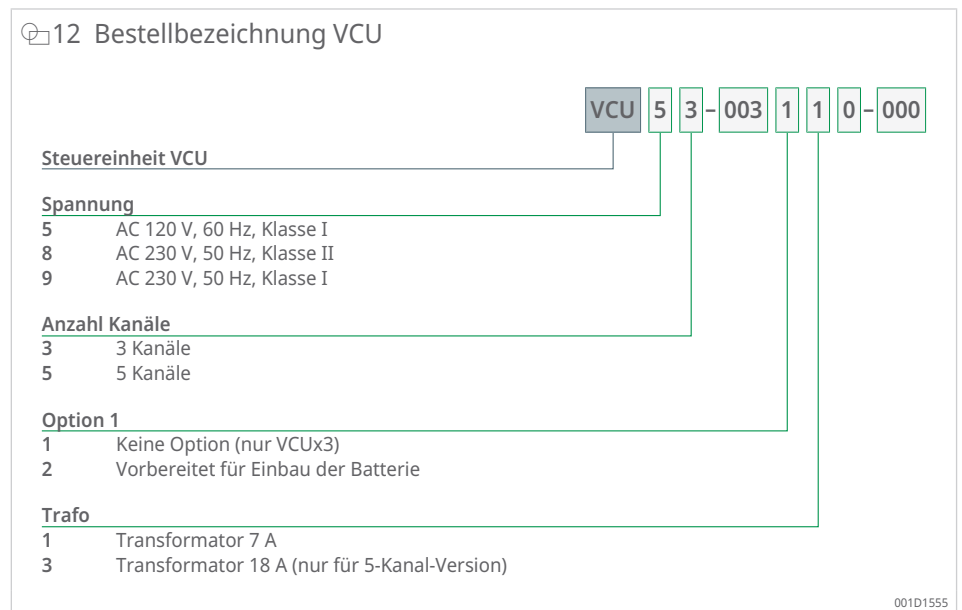 12 Bestellbezeichnung VCU
VCU 5 3 – 003 1 1 0 – 000
Steuereinheit VCU
Spannung
5 AC 120 V, 60 Hz, Klasse I
8 AC 230 V, 50 Hz, Klasse II
9 AC 230 V, 50 Hz, Klasse I
Anzahl Kanäle
3 3 Kanäle
5 5 Kanäle
Option 1
1 Keine Option (nur VCUx3)
2 Vorbereitet für Einbau der Batterie
Trafo
1 Transformator 7 A
3 Transformator 18 A (nur für 5-Kanal-Version)
001D1555